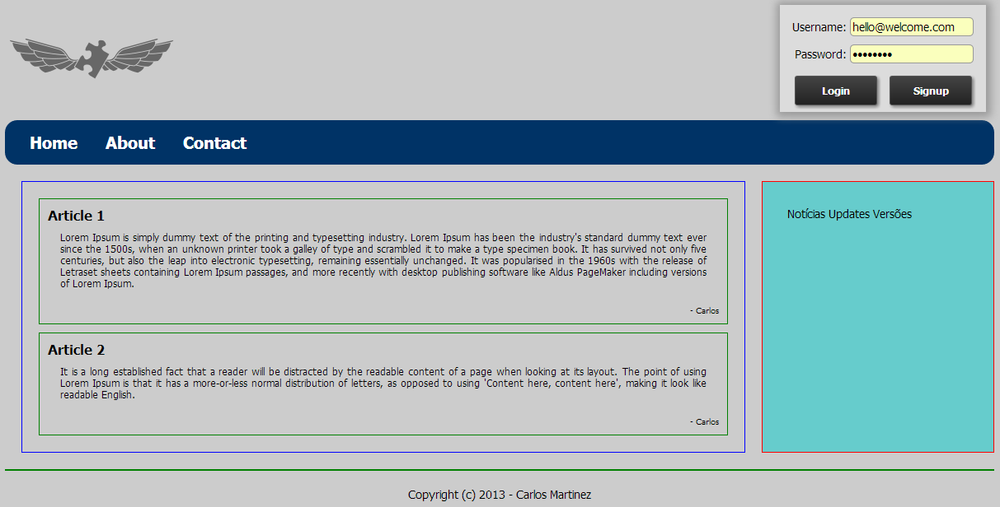 Username: hello@welcome.com
Password: ••••••••
Login Signup
Home About Contact
Article 1
Lorem Ipsum is simply dummy text of the printing and typesetting industry. Lorem Ipsum has been the industry's standard dummy text ever
since the 1500s, when an unknown printer took a galley of type and scrambled it to make a type specimen book. It has survived not only five
centuries, but also the leap into electronic typesetting, remaining essentially unchanged. It was popularised in the 1960s with the release of
Letraset sheets containing Lorem Ipsum passages, and more recently with desktop publishing software like Aldus PageMaker including versions
of Lorem Ipsum.
- Carlos
Article 2
It is a long established fact that a reader will be distracted by the readable content of a page when looking at its layout. The point of using
Lorem Ipsum is that it has a more-or-less normal distribution of letters, as opposed to using 'Content here, content here', making it look like
readable English.
- Carlos
Notícias Updates Versões
Copyright (c) 2013 - Carlos Martinez